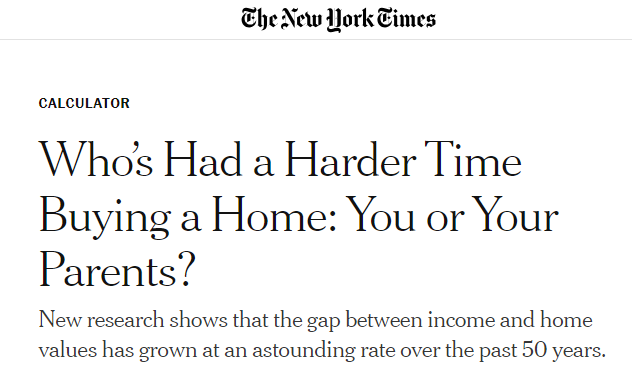 The New York Times
CALCULATOR
Who’s Had a Harder Time
Buying a Home: You or Your
Parents?
New research shows that the gap between income and home
values has grown at an astounding rate over the past 50 years.